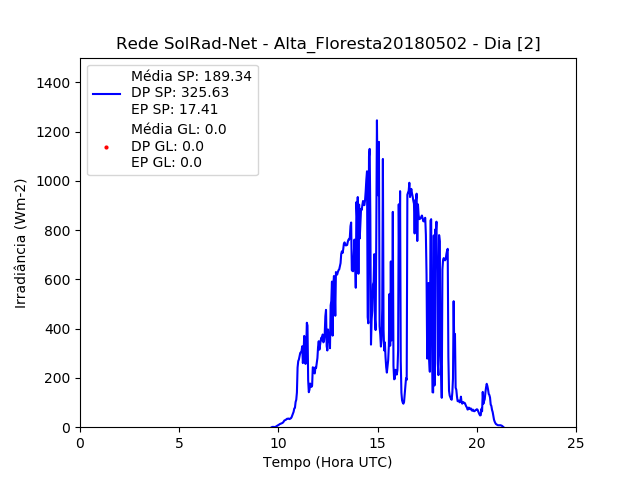 Rede SolRad-Net - Alta_Floresta20180502 - Dia [2]
Média SP: 189.34
DP SP: 325.63
EP SP: 17.41
Média GL: 0.0
DP GL: 0.0
EP GL: 0.0
1400
1200
1000
800
600
400
200
0
Irradiância (Wm-2)
0 5 10 15 20 25
Tempo (Hora UTC)